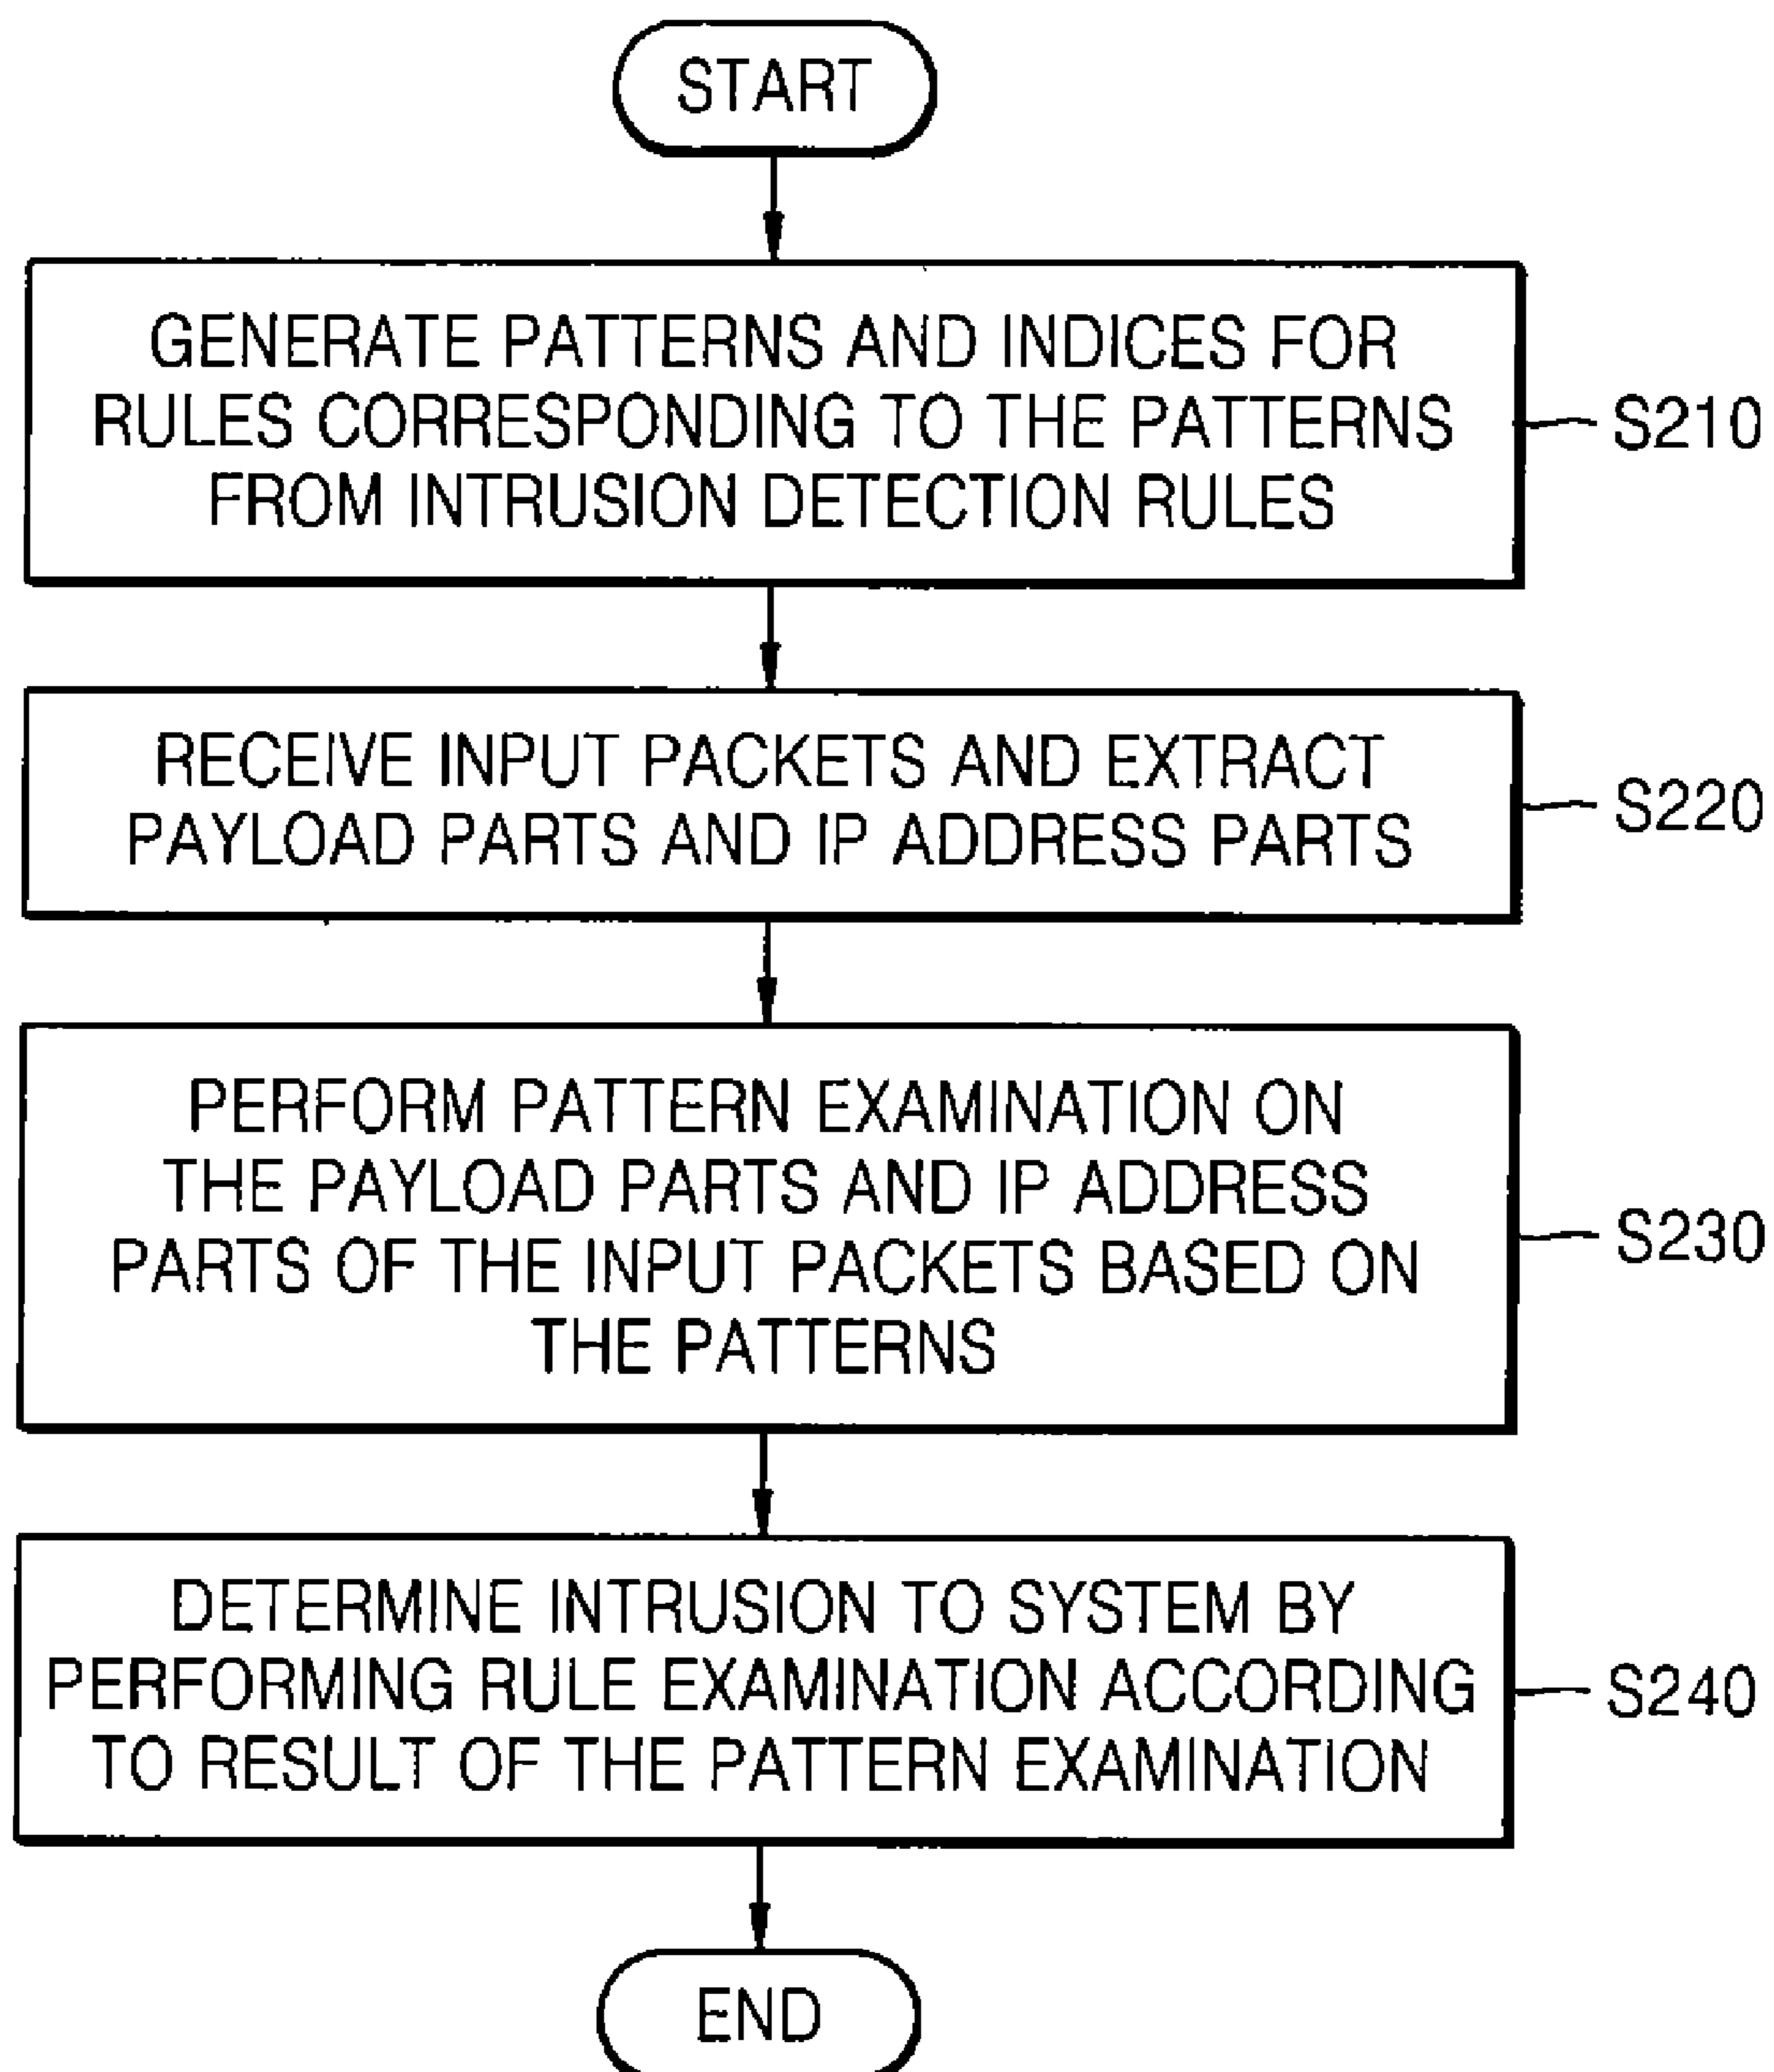 START
GENERATE PATTERNS AND INDICES FOR
RULES CORRESPONDING TO THE PATTERNS
FROM INTRUSION DETECTION RULES
S210
RECEIVE INPUT PACKETS AND EXTRACT
PAYLOAD PARTS AND IP ADDRESS PARTS
S220
PERFORM PATTERN EXAMINATION ON
THE PAYLOAD PARTS AND IP ADDRESS
PARTS OF THE INPUT PACKETS BASED ON
THE PATTERNS
S230
DETERMINE INTRUSION TO SYSTEM BY
PERFORMING RULE EXAMINATION ACCORDING
TO RESULT OF THE PATTERN EXAMINATION
S240
END